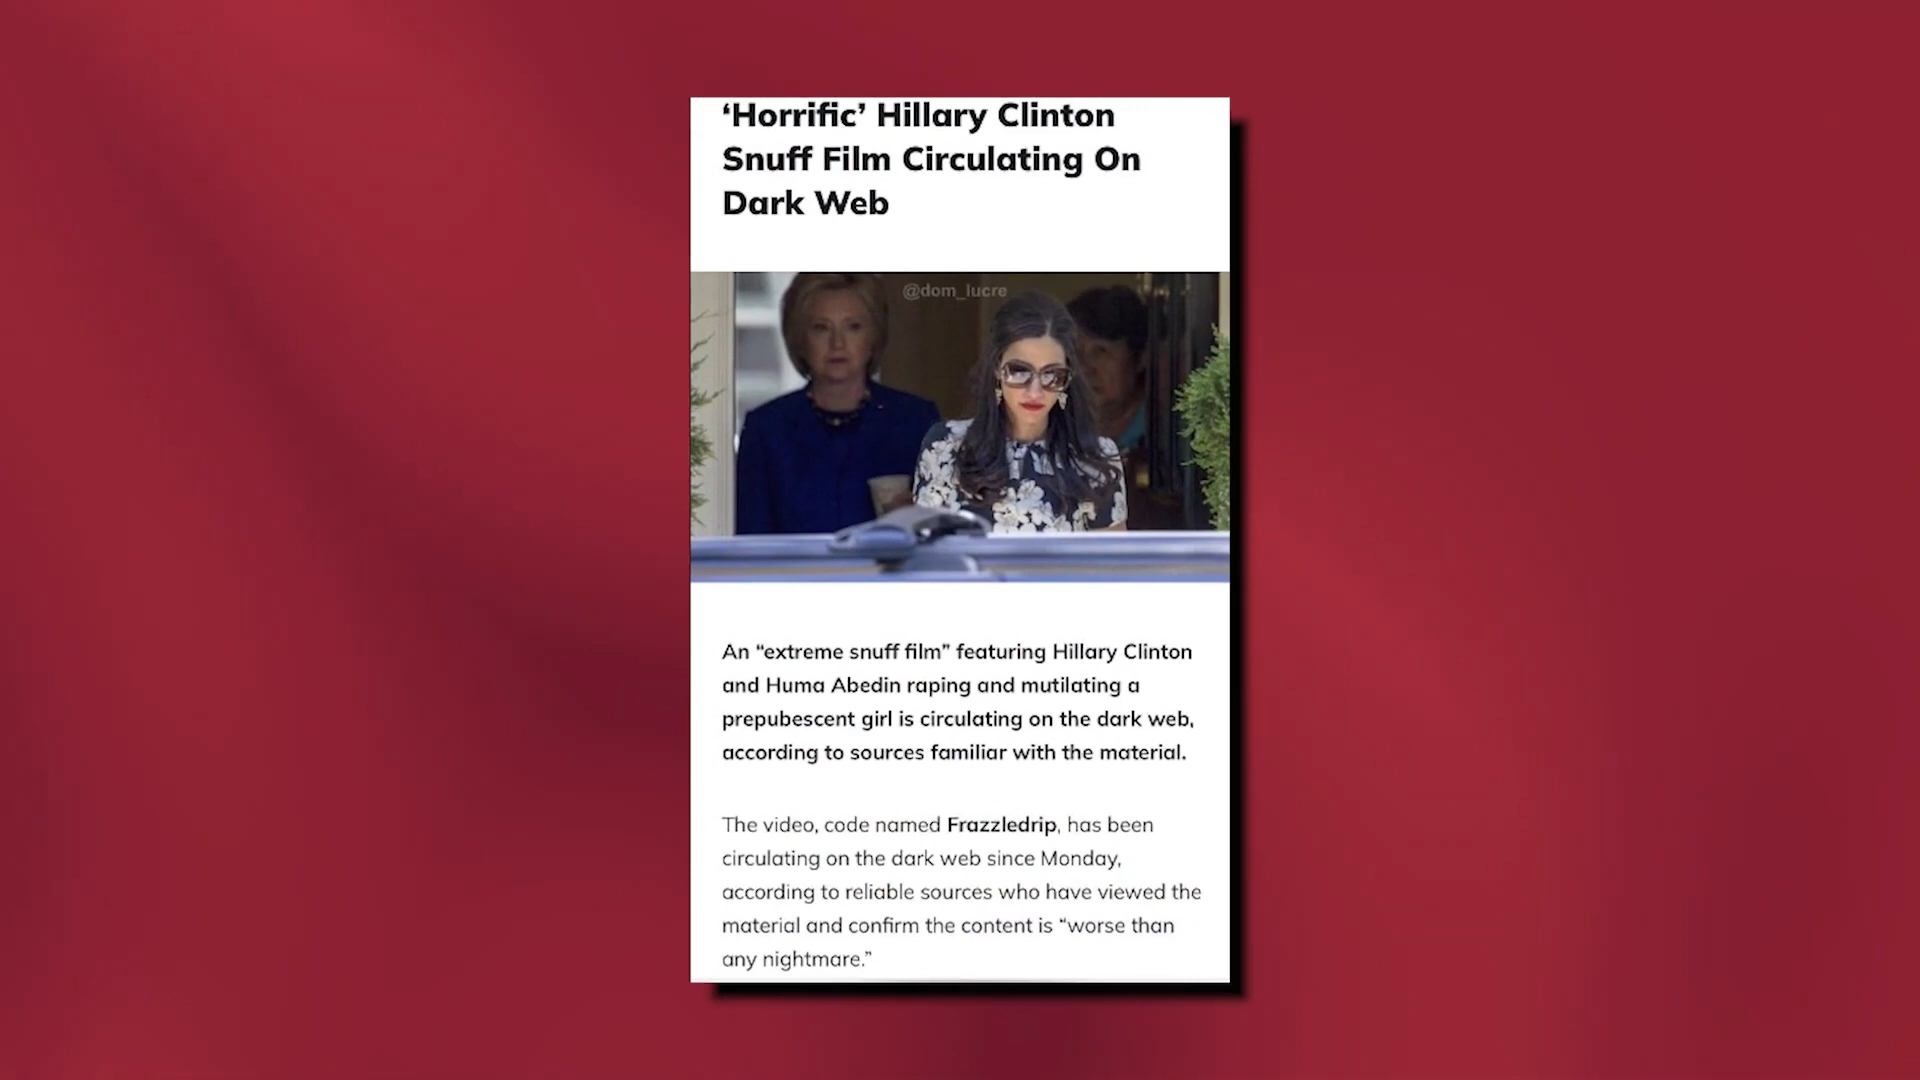 ‘Horrific’ Hillary Clinton
Snuff Film Circulating On
Dark Web
@dom_lucre
An “extreme snuff film” featuring Hillary Clinton
and Huma Abedin raping and mutilating a
prepubescent girl is circulating on the dark web,
according to sources familiar with the material.
The video, code named Frazzledrip, has been
circulating on the dark web since Monday,
according to reliable sources who have viewed the
material and confirm the content is “worse than
any nightmare.”